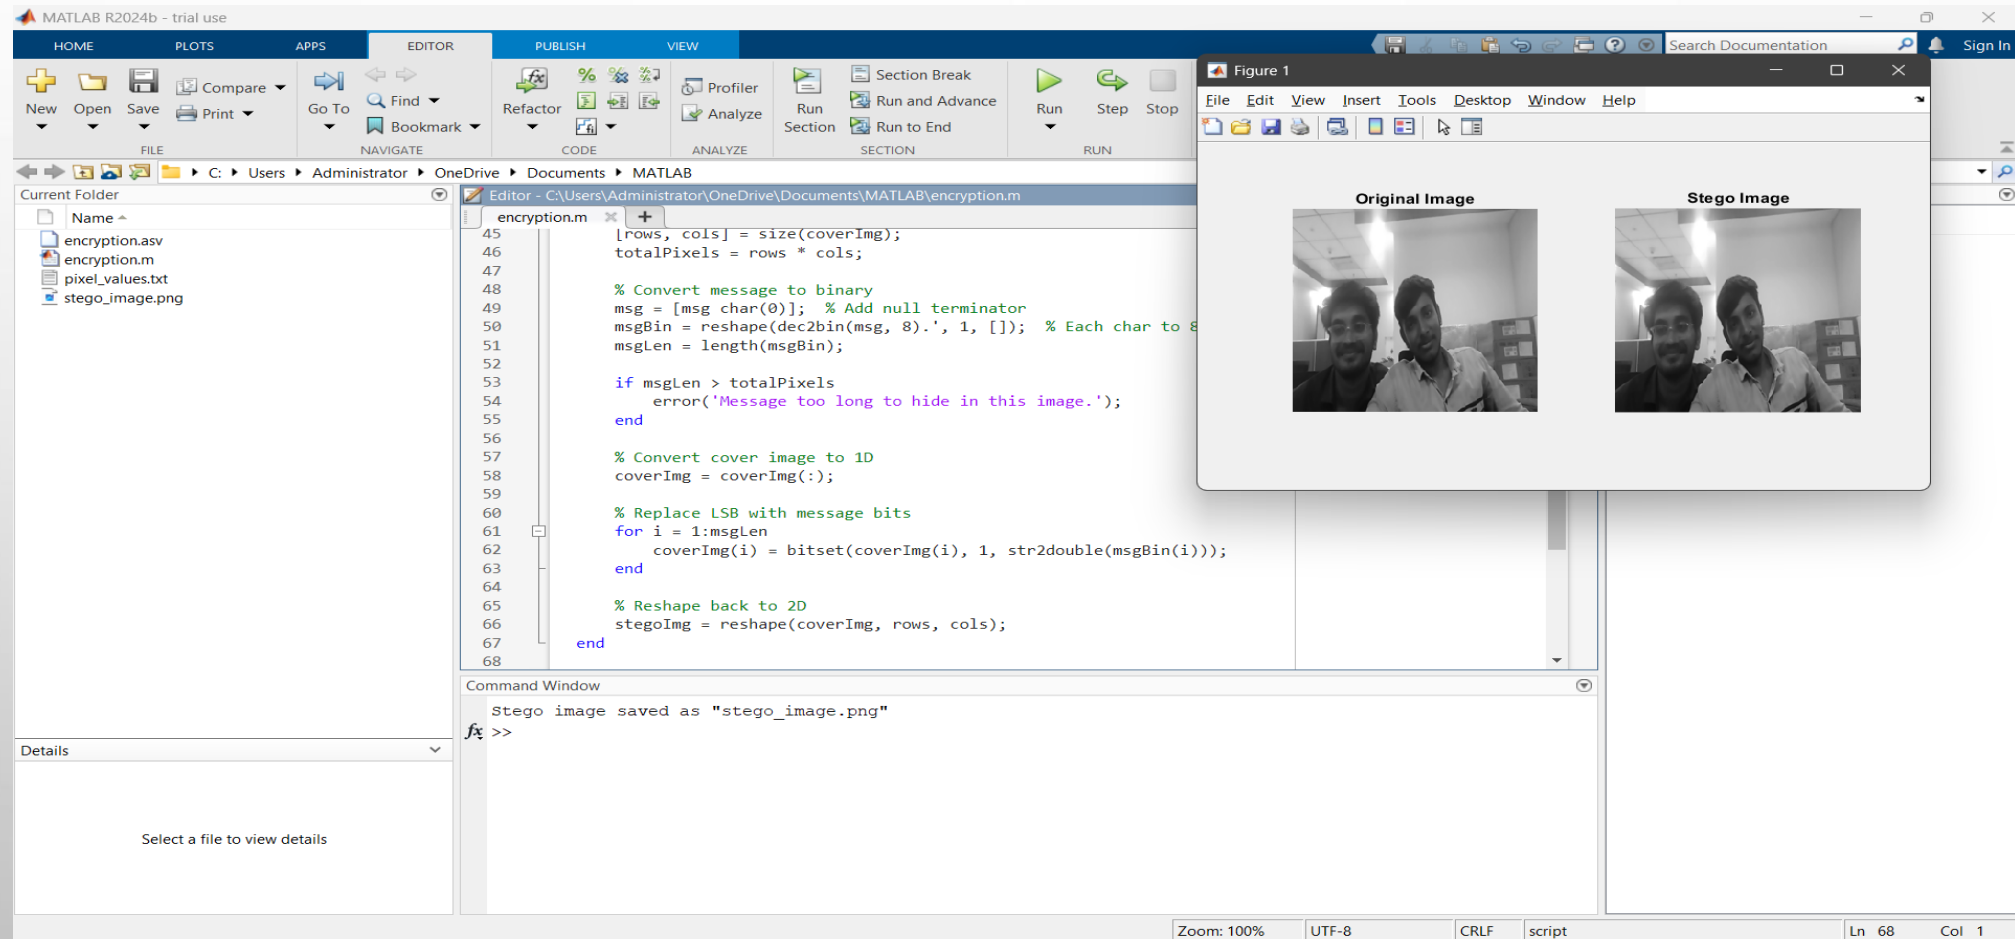 MATLAB R2024b - trial use
HOME PLOTS APPS EDITOR PUBLISH VIEW
Search Documentation
Sign In
New
Open
Save
Compare
Print
Go To
Find
Bookmark
Refactor
Profiler
Analyze
Run Section
Section Break
Run and Advance
Run to End
Run
Step
Stop
FILE NAVIGATE CODE ANALYZE SECTION RUN
C: Users Administrator OneDrive Documents MATLAB
Current Folder
Name
encryption.asv
encryption.m
pixel_values.txt
stego_image.png
Details
Select a file to view details
Editor - C:\Users\Administrator\OneDrive\Documents\MATLAB\encryption.m
encryption.m
45 [rows, cols] = size(coverImg);
46 totalPixels = rows * cols;
47
48 % Convert message to binary
49 msg = [msg char(0)]; % Add null terminator
50 msgBin = reshape(dec2bin(msg, 8).', 1, []); % Each char to 8
51 msgLen = length(msgBin);
52
53 if msgLen > totalPixels
54 error('Message too long to hide in this image.');
55 end
56
57 % Convert cover image to 1D
58 coverImg = coverImg(:);
59
60 % Replace LSB with message bits
61 for i = 1:msgLen
62 coverImg(i) = bitset(coverImg(i), 1, str2double(msgBin(i)));
63 end
64
65 % Reshape back to 2D
66 stegoImg = reshape(coverImg, rows, cols);
67 end
68
Command Window
Stego image saved as "stego_image.png"
fx >>
Figure 1
File Edit View Insert Tools Desktop Window Help
Original Image
Stego Image
Zoom: 100% UTF-8 CRLF script Ln 68 Col 1